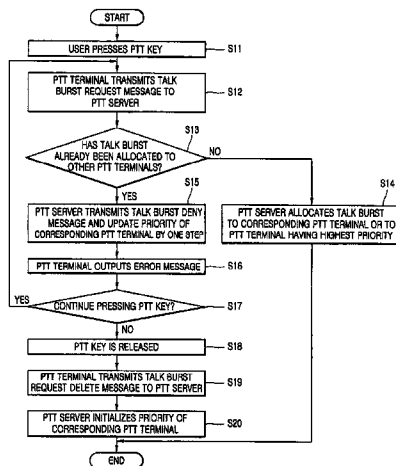 START
USER PRESSES PTT KEY
S11
PTT TERMINAL TRANSMITS TALK
BURST REQUEST MESSAGE TO
PTT SERVER
S12
S13
HAS TALK BURST
ALREADY BEEN ALLOCATED TO
OTHER PTT TERMINALS?
NO
YES
S14
PTT SERVER ALLOCATES TALK BURST
TO CORRESPONDING PTT TERMINAL OR TO
PTT TERMINAL HAVING HIGHEST PRIORITY
S15
PTT SERVER TRANSMITS TALK BURST DENY
MESSAGE AND UPDATE PRIORITY OF
CORRESPONDING PTT TERMINAL BY ONE STEP
PTT TERMINAL OUTPUTS ERROR MESSAGE
S16
YES
CONTINUE PRESSING PTT KEY?
S17
NO
PTT KEY IS RELEASED
S18
PTT TERMINAL TRANSMITS TALK BURST
REQUEST DELETE MESSAGE TO PTT SERVER
S19
PTT SERVER INITIALIZES PRIORITY OF
CORRESPONDING PTT TERMINAL
S20
END